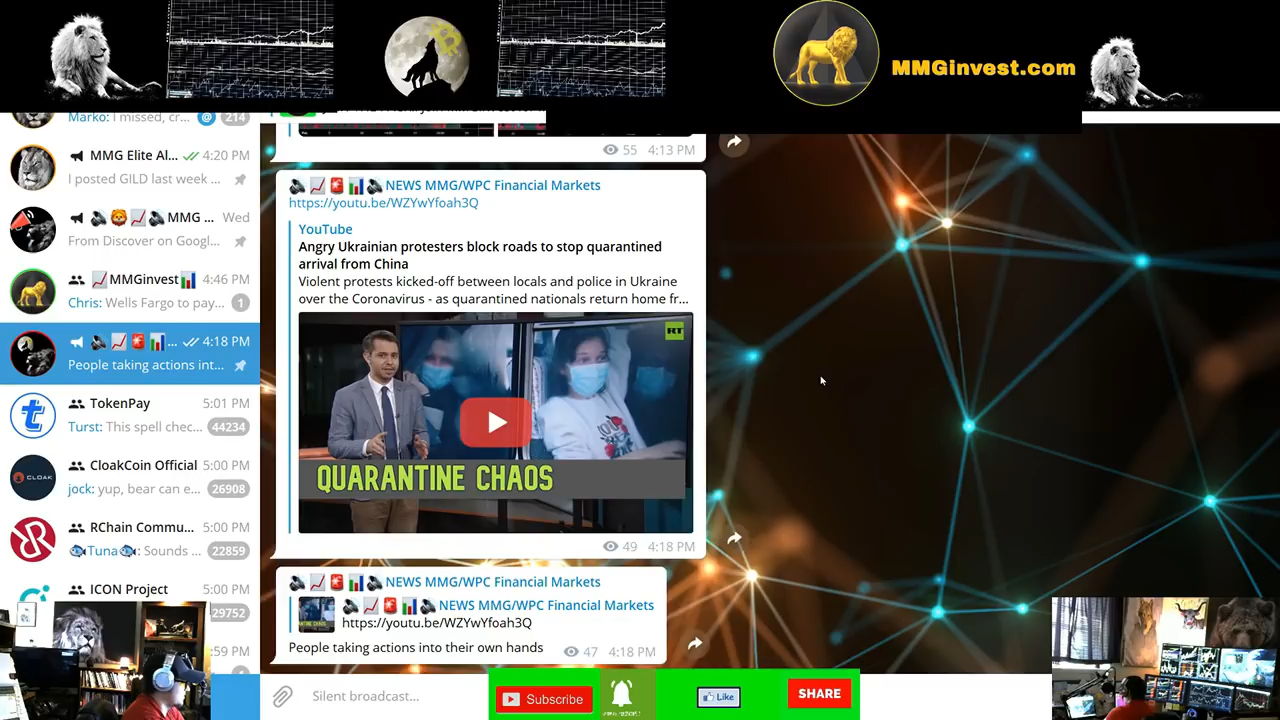 MMGinvest.com
Marko: I missed, cr... @ 214
MMG Elite Al... 4:20 PM
I posted GILD last week ...
MMG ... Wed
From Discover on Googl...
MMGinvest 4:46 PM
Chris: Wells Fargo to pay... 1
... 4:18 PM
People taking actions int...
TokenPay 5:01 PM
Turst: This spell chec... 44234
CloakCoin Official 5:00 PM
CLOAK
jock: yup, bear can e... 26908
RChain Commu... 5:00 PM
Tuna: Sounds ... 22859
ICON Project 5:00 PM
29752
:59 PM
55 4:13 PM
NEWS MMG/WPC Financial Markets
https://youtu.be/WZYwYfoah3Q
YouTube
Angry Ukrainian protesters block roads to stop quarantined
arrival from China
Violent protests kicked-off between locals and police in Ukraine
over the Coronavirus - as quarantined nationals return home fr...
RT
QUARANTINE CHAOS
49 4:18 PM
NEWS MMG/WPC Financial Markets
NEWS MMG/WPC Financial Markets
https://youtu.be/WZYwYfoah3Q
People taking actions into their own hands 47 4:18 PM
Silent broadcast...
Subscribe
Like
SHARE